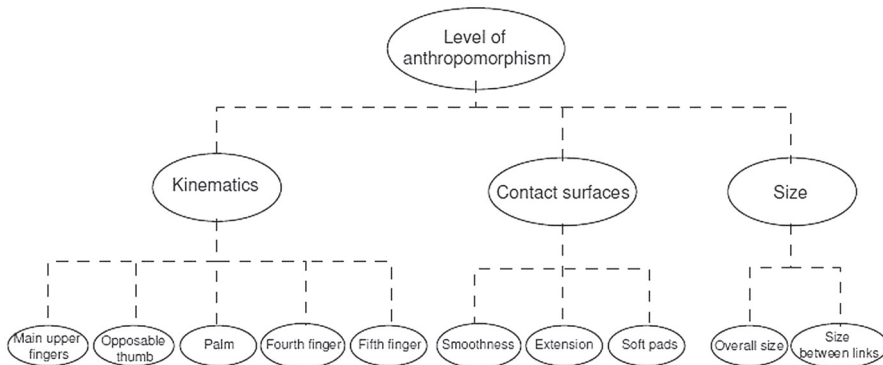 Level of
anthropomorphism
Kinematics
Contact surfaces
Size
Main upper
fingers
Opposable
thumb
Palm
Fourth finger
Fifth finger
Smoothness
Extension
Soft pads
Overall size
Size
between links